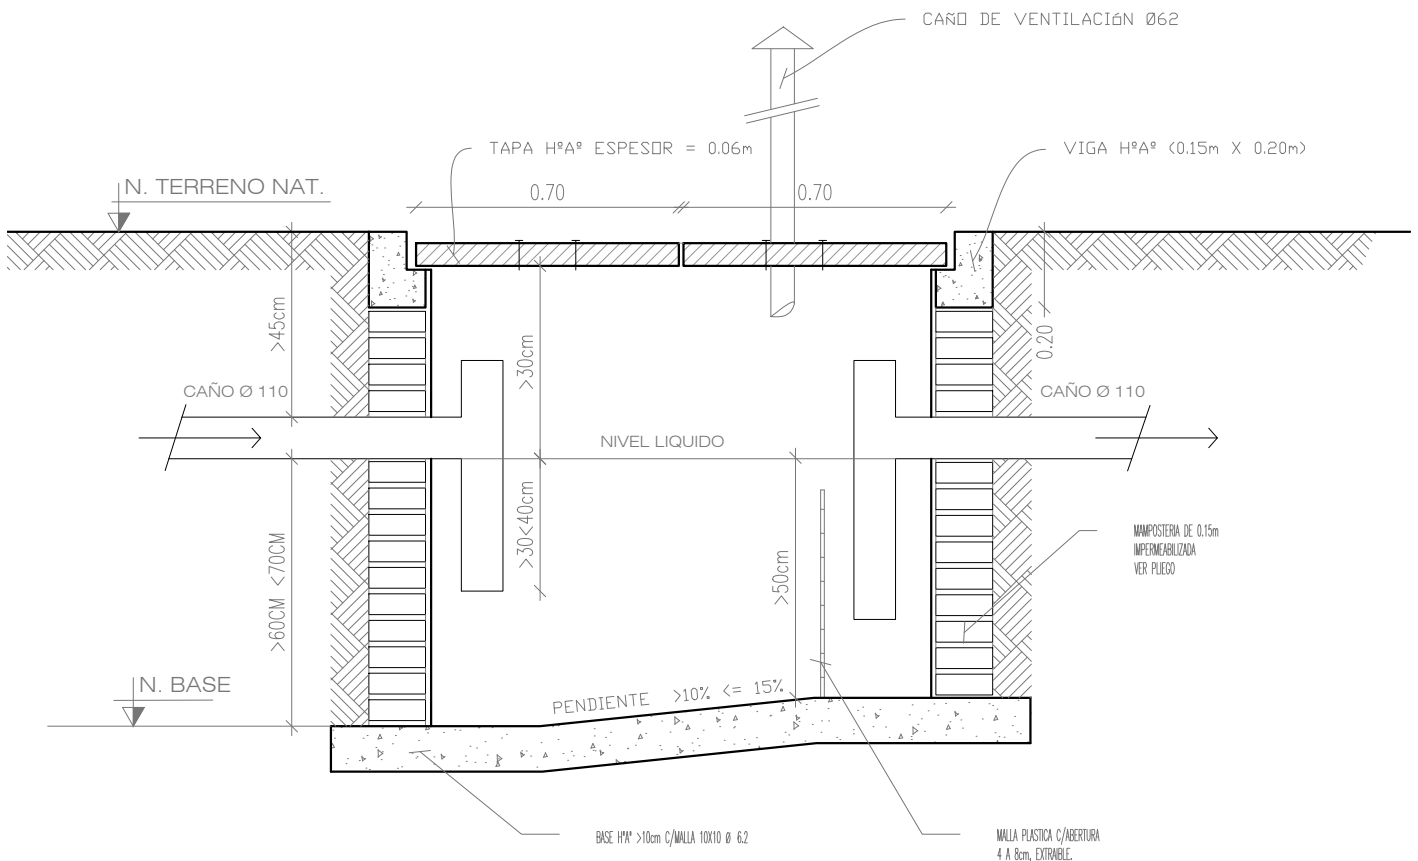 CAÑO DE VENTILACIÓN Ø62
TAPA HºAº ESPESOR = 0.06m
VIGA HºAº (0.15m X 0.20m)
N. TERRENO NAT.
0.70
0.70
>45cm
>30cm
0.20
CAÑO Ø 110
CAÑO Ø 110
NIVEL LIQUIDO
>30<40cm
>50cm
>60CM <70CM
MAMPOSTERIA DE 0.15m
IMPERMEABILIZADA
VER PLIEGO
N. BASE
PENDIENTE >10% <= 15%
BASE HºAº >10cm C/MALLA 10X10 Ø 6.2
MALLA PLASTICA C/ABERTURA
4 A 8cm, EXTRAIBLE.